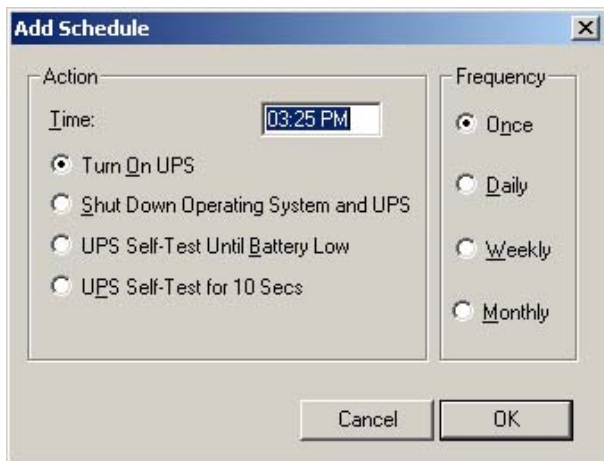 Add Schedule
Action
Time: 03:25 PM
Turn On UPS
Shut Down Operating System and UPS
UPS Self-Test Until Battery Low
UPS Self-Test for 10 Secs
Frequency
Once
Daily
Weekly
Monthly
Cancel
OK